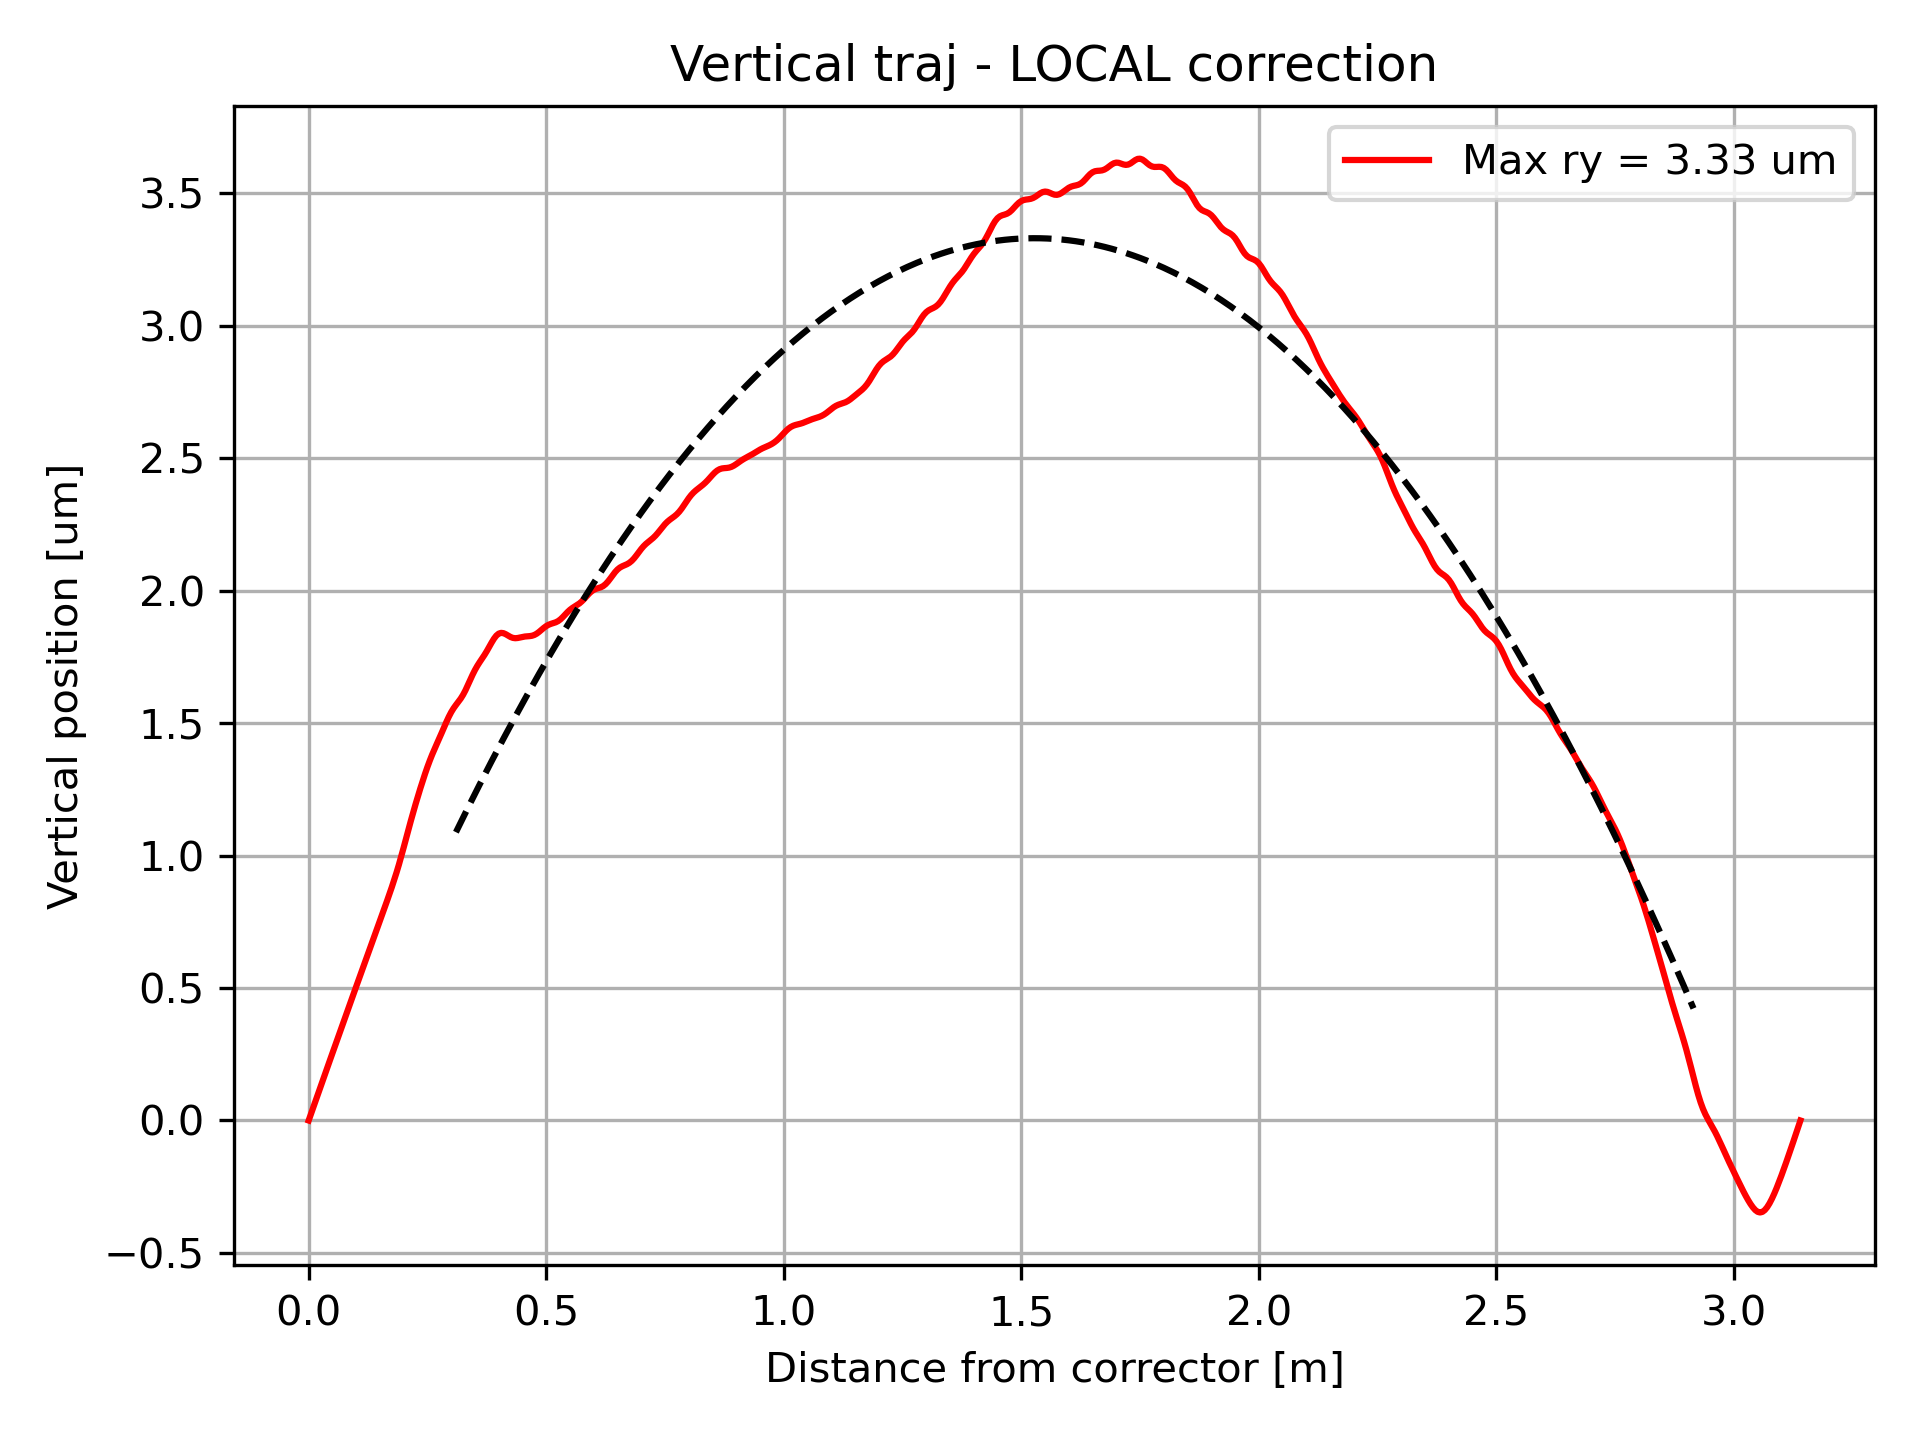 Vertical traj - LOCAL correction
Max ry = 3.33 um
Vertical position [um]
3.5
3.0
2.5
2.0
1.5
1.0
0.5
0.0
−0.5
0.0 0.5 1.0 1.5 2.0 2.5 3.0
Distance from corrector [m]